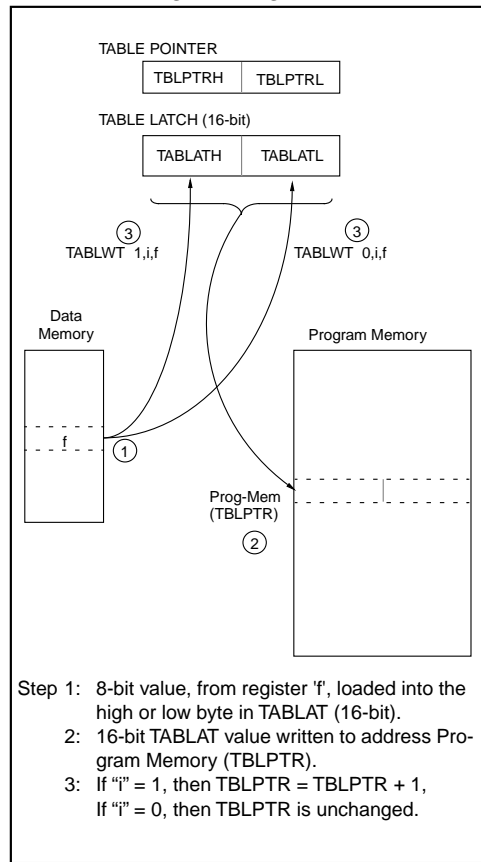 TABLE POINTER
TBLPTRH TBLPTRL
TABLE LATCH (16-bit)
TABLATH TABLATL
3
TABLWT 1,i,f
3
TABLWT 0,i,f
Data
Memory
Program Memory
f
1
Prog-Mem
(TBLPTR)
2
Step 1: 8-bit value, from register 'f', loaded into the
high or low byte in TABLAT (16-bit).
2: 16-bit TABLAT value written to address Pro-
gram Memory (TBLPTR).
3: If “i” = 1, then TBLPTR = TBLPTR + 1,
If “i” = 0, then TBLPTR is unchanged.